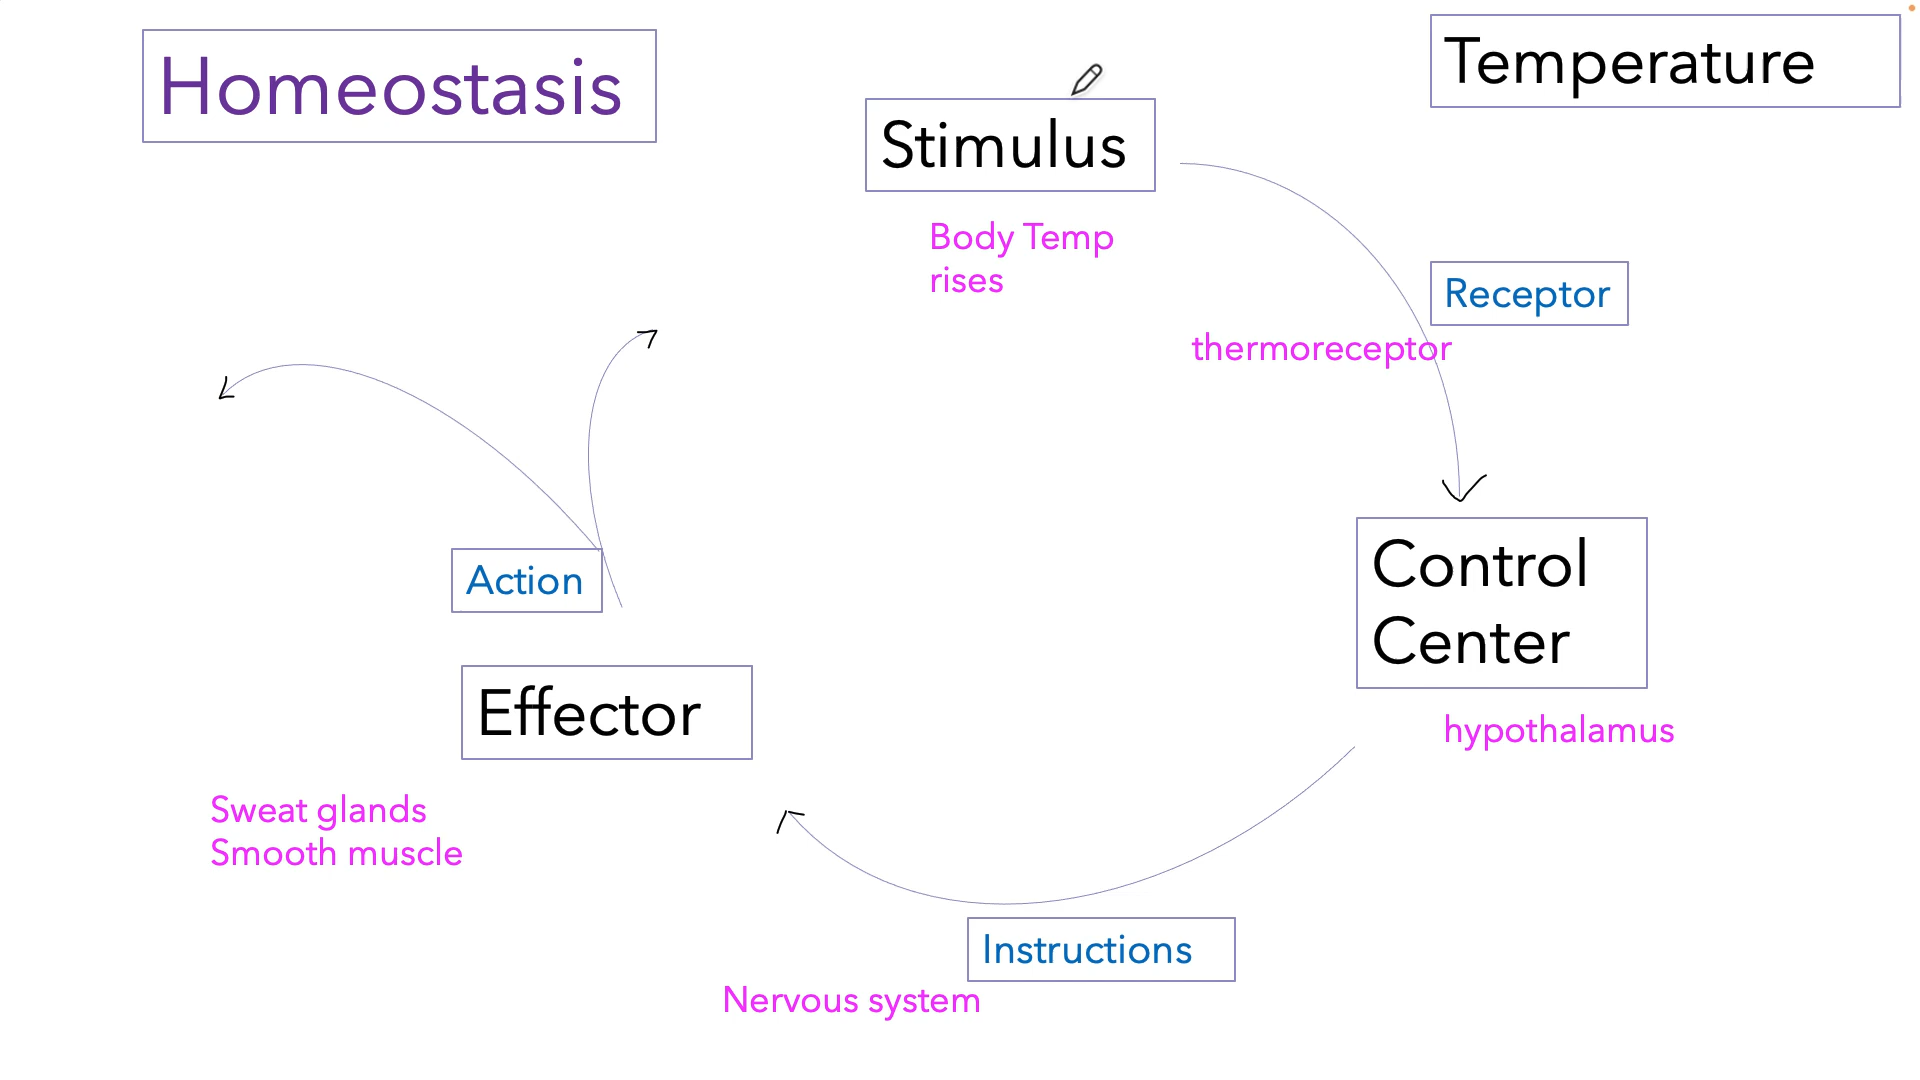 Homeostasis
Temperature
Stimulus
Body Temp
rises
Receptor
thermoreceptor
Control
Center
hypothalamus
Instructions
Nervous system
Effector
Sweat glands
Smooth muscle
Action